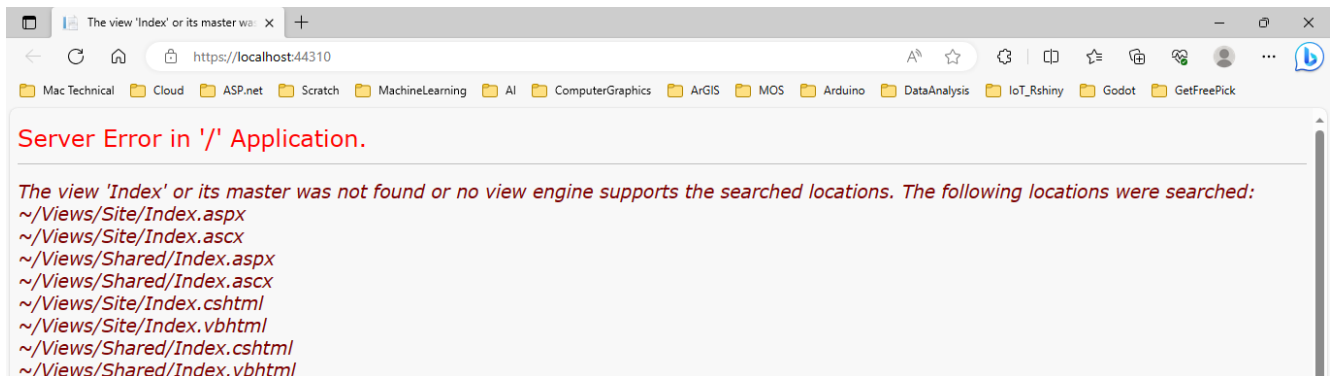 The view 'Index' or its master wa
https://localhost:44310
Mac Technical Cloud ASP.net Scratch MachineLearning AI ComputerGraphics ArGIS MOS Arduino DataAnalysis IoT_Rshiny Godot GetFreePick
Server Error in '/' Application.
The view 'Index' or its master was not found or no view engine supports the searched locations. The following locations were searched:
~/Views/Site/Index.aspx
~/Views/Site/Index.ascx
~/Views/Shared/Index.aspx
~/Views/Shared/Index.ascx
~/Views/Site/Index.cshtml
~/Views/Site/Index.vbhtml
~/Views/Shared/Index.cshtml
~/Views/Shared/Index.vbhtml